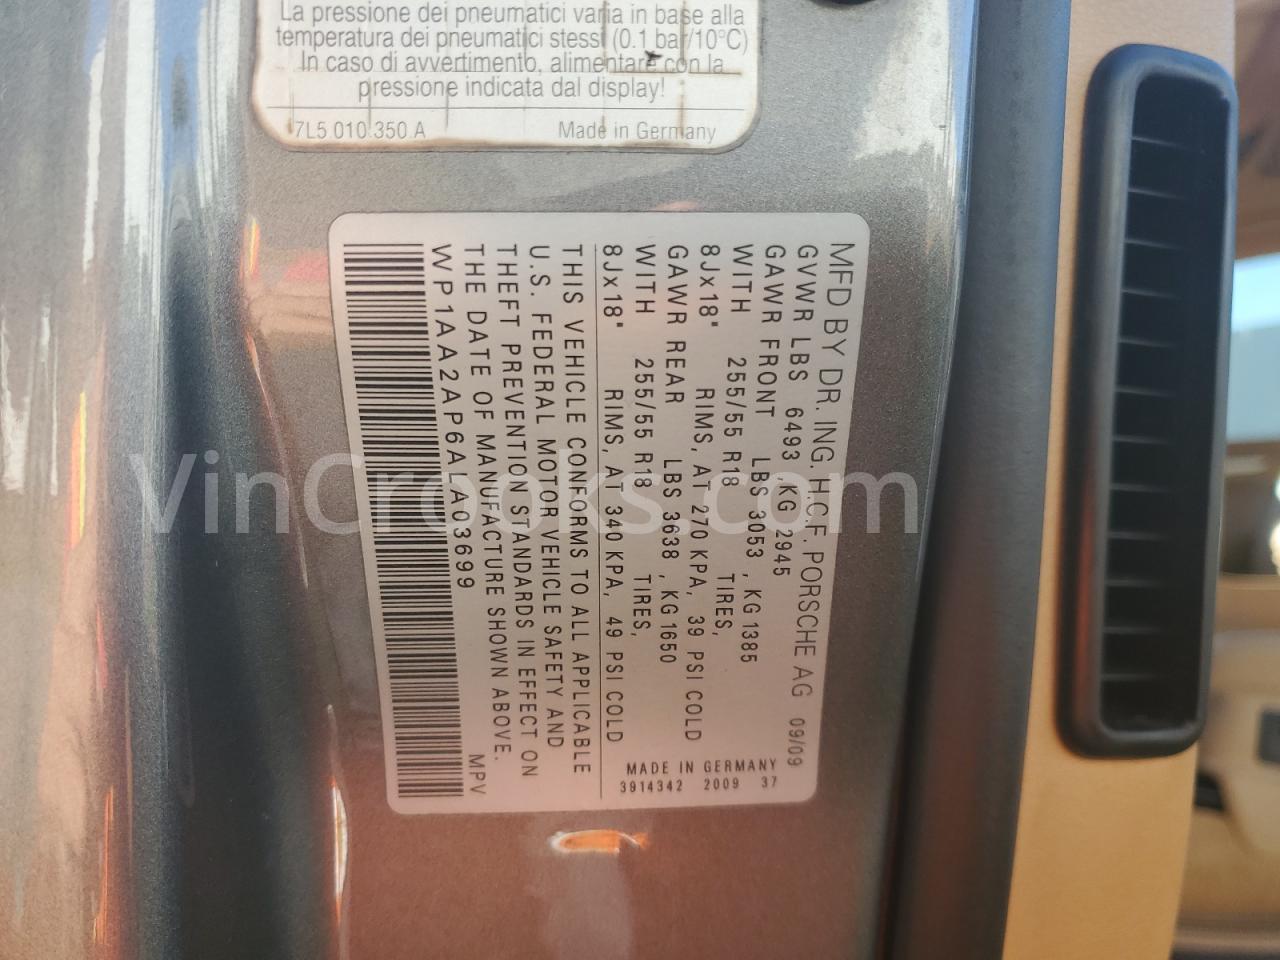 La pressione dei pneumatici varia in base alla
temperatura dei pneumatici stessi (0.1 bar/10°C)
In caso di avvertimento, alimentare con la
pressione indicata dal display!
7L5 010 350 A Made in Germany
MFD BY DR. ING. H.C.F. PORSCHE AG 09/09
GVWR LBS 6493 ,KG 2945
GAWR FRONT LBS 3053 , KG 1385
WITH 255/55 R18 TIRES,
8Jx18" RIMS, AT 270 KPA, 39 PSI COLD
GAWR REAR LBS 3638 , KG 1650
WITH 255/55 R18 TIRES,
8Jx18" RIMS, AT 340 KPA, 49 PSI COLD
MADE IN GERMANY
3914342 2009 37
THIS VEHICLE CONFORMS TO ALL APPLICABLE
U.S. FEDERAL MOTOR VEHICLE SAFETY AND
THEFT PREVENTION STANDARDS IN EFFECT ON
THE DATE OF MANUFACTURE SHOWN ABOVE.
WP1AA2AP6ALA03699 MPV
VinCrooks.com